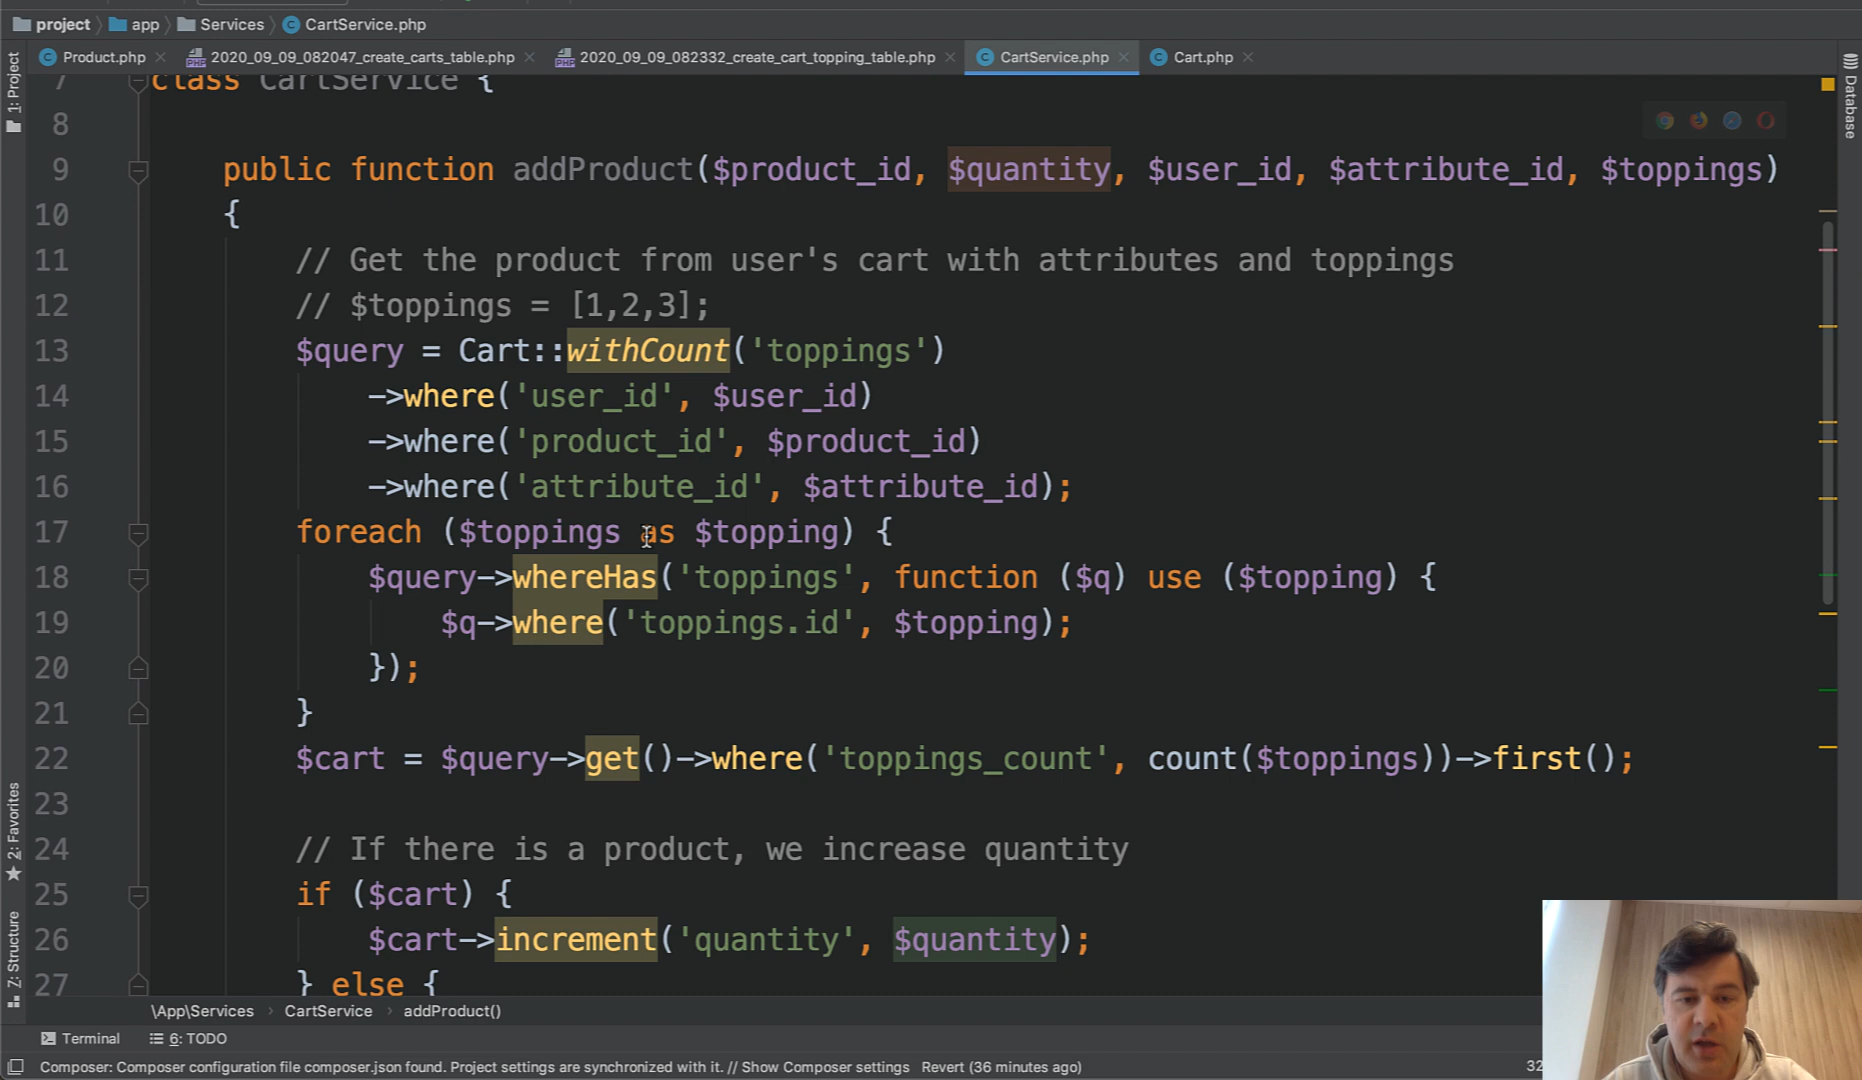 project app Services CartService.php
Product.php 2020_09_09_082047_create_carts_table.php 2020_09_09_082332_create_cart_topping_table.php CartService.php Cart.php
1: Project
Database
7 class CartService {
8
9 public function addProduct($product_id, $quantity, $user_id, $attribute_id, $toppings)
10 {
11 // Get the product from user's cart with attributes and toppings
12 // $toppings = [1,2,3];
13 $query = Cart::withCount('toppings')
14 ->where('user_id', $user_id)
15 ->where('product_id', $product_id)
16 ->where('attribute_id', $attribute_id);
17 foreach ($toppings as $topping) {
18 $query->whereHas('toppings', function ($q) use ($topping) {
19 $q->where('toppings.id', $topping);
20 });
21 }
22 $cart = $query->get()->where('toppings_count', count($toppings))->first();
23
24 // If there is a product, we increase quantity
25 if ($cart) {
26 $cart->increment('quantity', $quantity);
27 } else {
2: Favorites
Z: Structure
\App\Services CartService addProduct()
Terminal 6: TODO
Composer: Composer configuration file composer.json found. Project settings are synchronized with it. // Show Composer settings Revert (36 minutes ago)